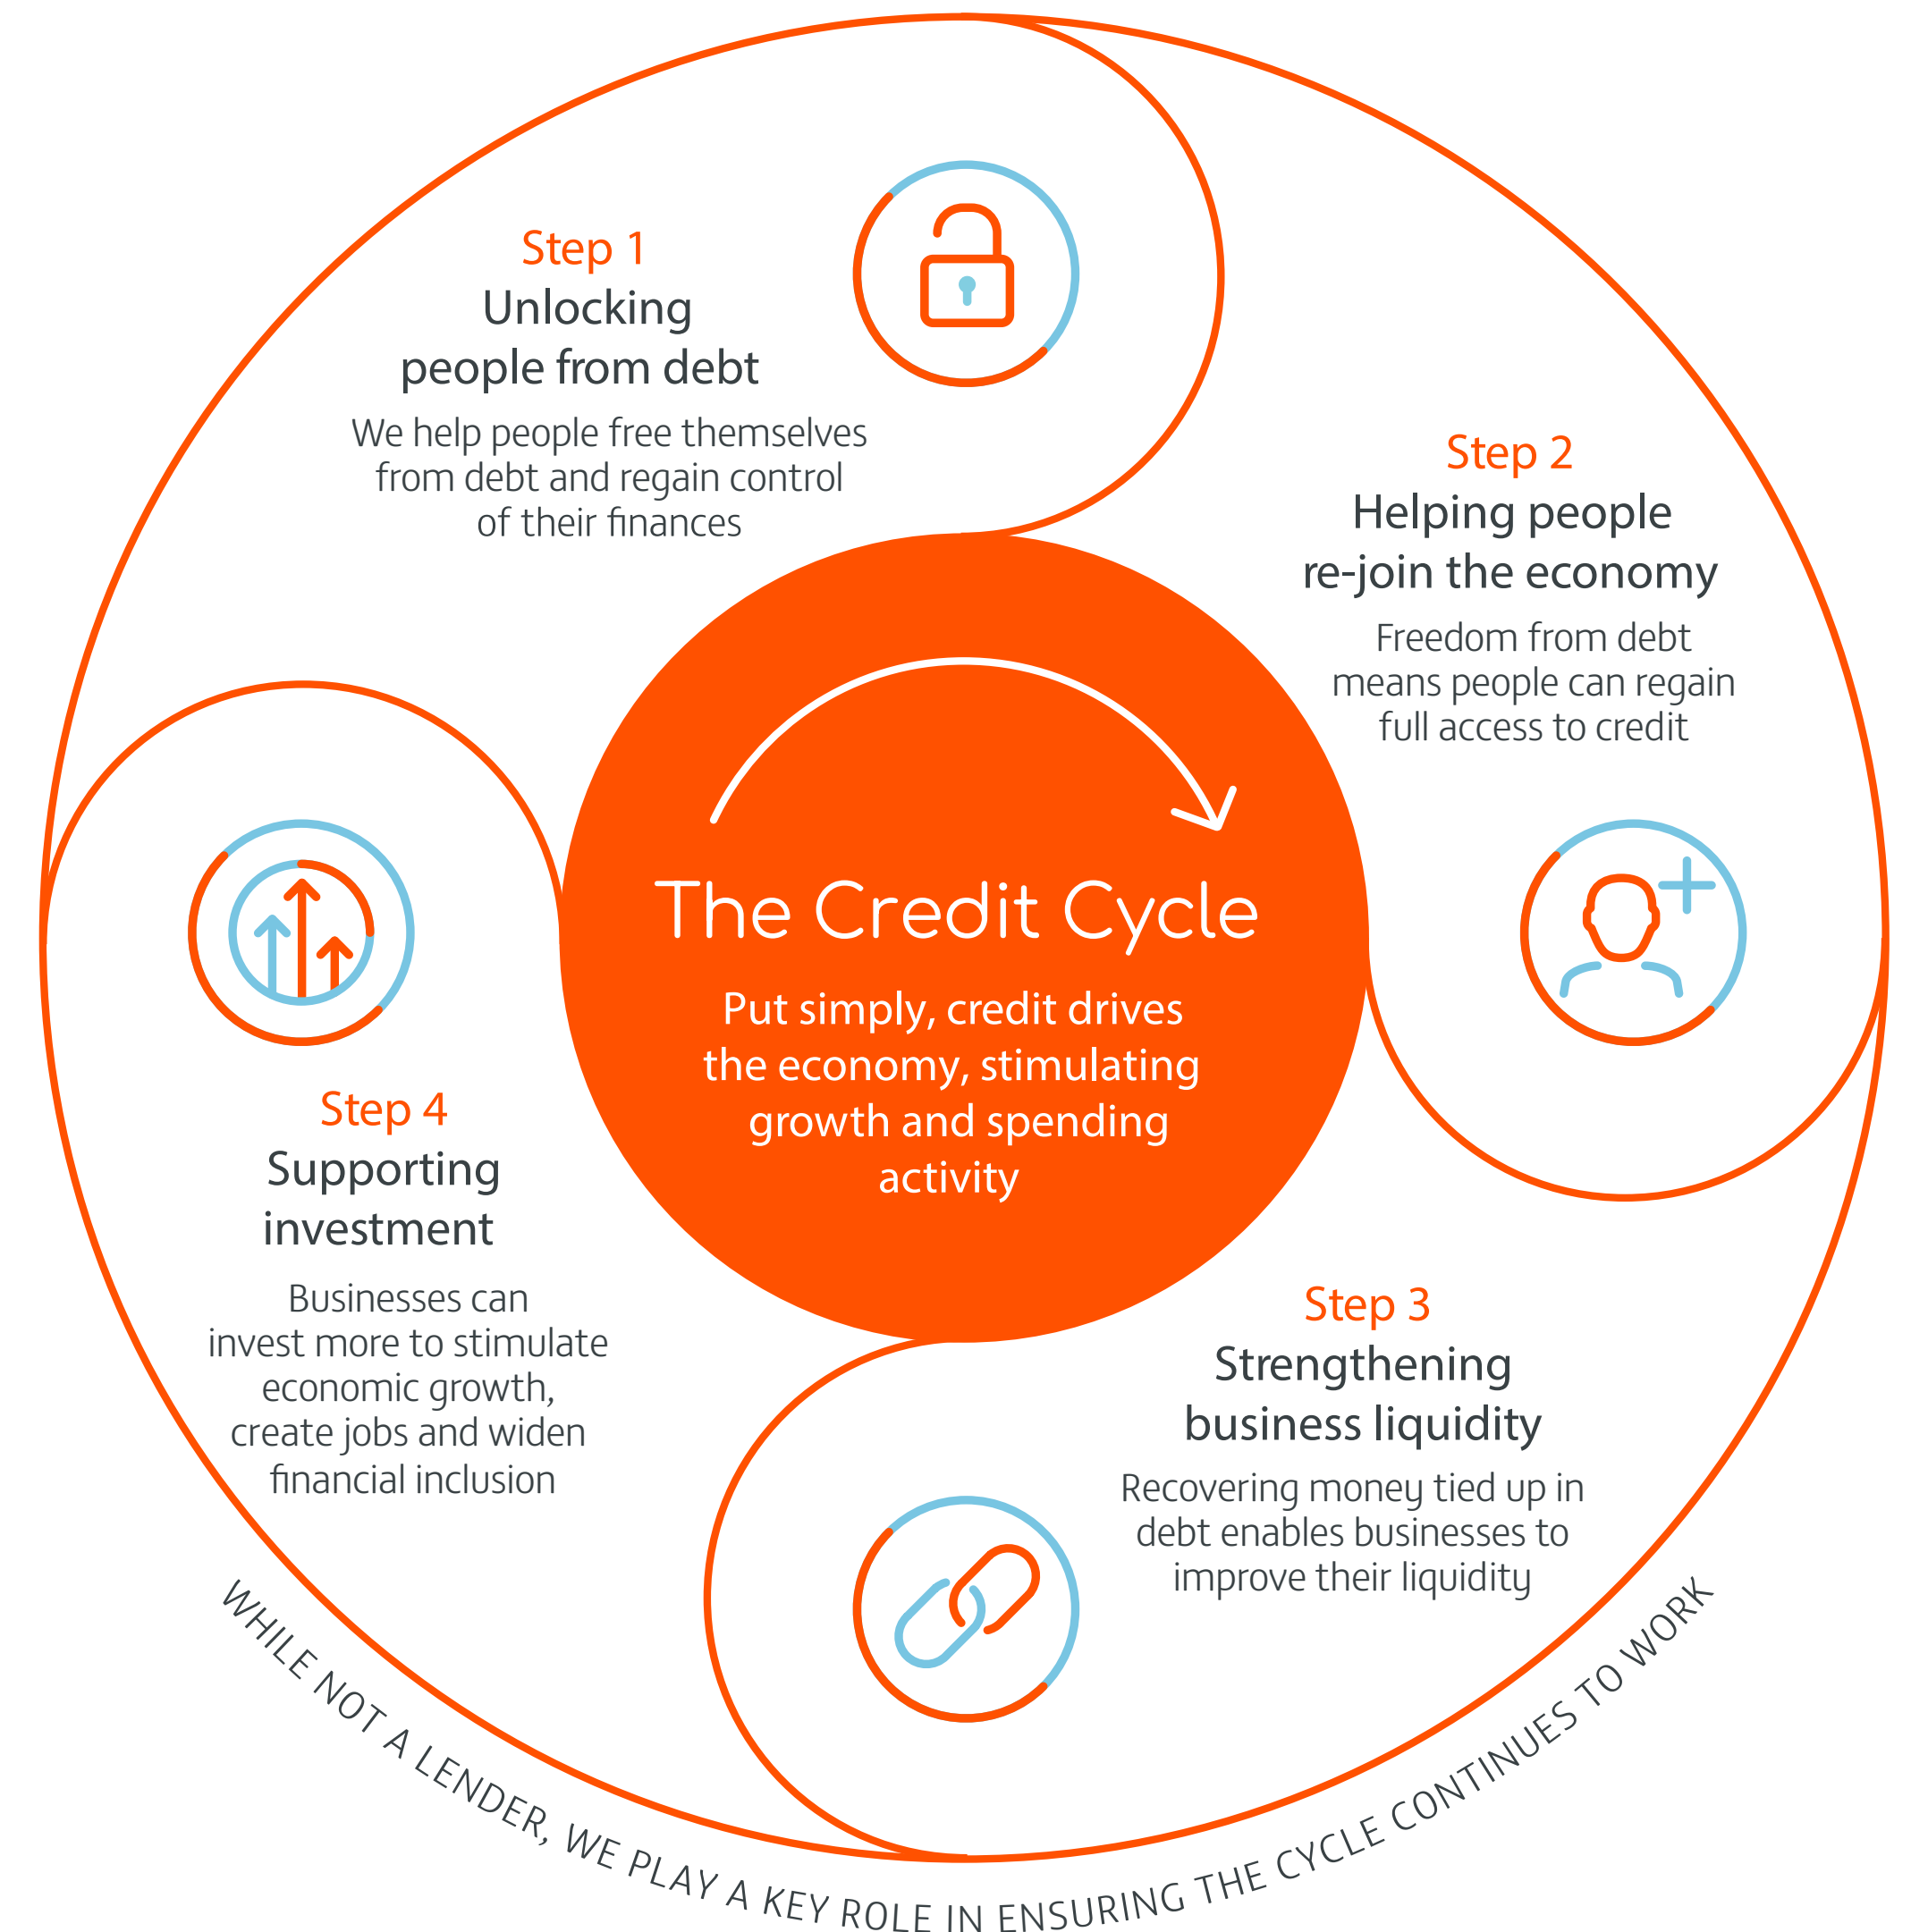 Step 1
Unlocking
people from debt
We help people free themselves
from debt and regain control
of their finances
Step 2
Helping people
re-join the economy
Freedom from debt
means people can regain
full access to credit
The Credit Cycle
Put simply, credit drives
the economy, stimulating
growth and spending
activity
Step 3
Strengthening
business liquidity
Recovering money tied up in
debt enables businesses to
improve their liquidity
Step 4
Supporting
investment
Businesses can
invest more to stimulate
economic growth,
create jobs and widen
financial inclusion
WHILE NOT A LENDER, WE PLAY A KEY ROLE IN ENSURING THE CYCLE CONTINUES TO WORK